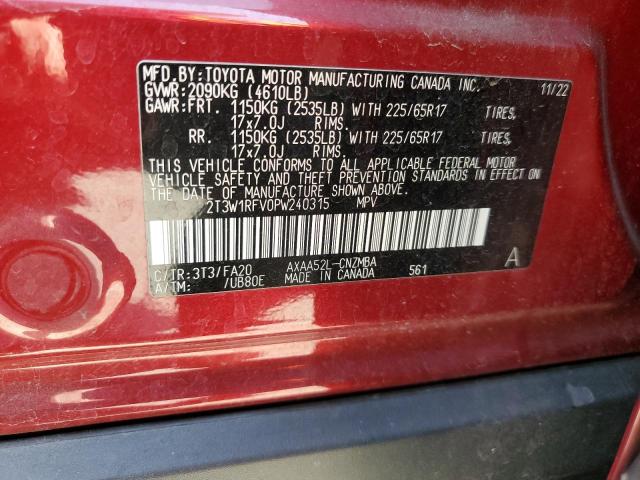 MFD.BY:TOYOTA MOTOR MANUFACTURING CANADA INC. 11/22
GVWR:2090KG (4610LB)
GAWR:FRT. 1150KG (2535LB) WITH 225/65R17 TIRES,
17x7.0J RIMS.
RR. 1150KG (2535LB) WITH 225/65R17 TIRES,
17x7.0J RIMS.
THIS VEHICLE CONFORMS TO ALL APPLICABLE FEDERAL MOTOR
VEHICLE SAFETY AND THEFT PREVENTION STANDARDS IN EFFECT
ON THE DATE OF MANUFACTURE SHOWN ABOVE.
2T3W1RFV0PW240315 MPV
C/TR:3T3/FA20 AXAA52L-CNZMBA 561 A
A/TM: /UB80E MADE IN CANADA